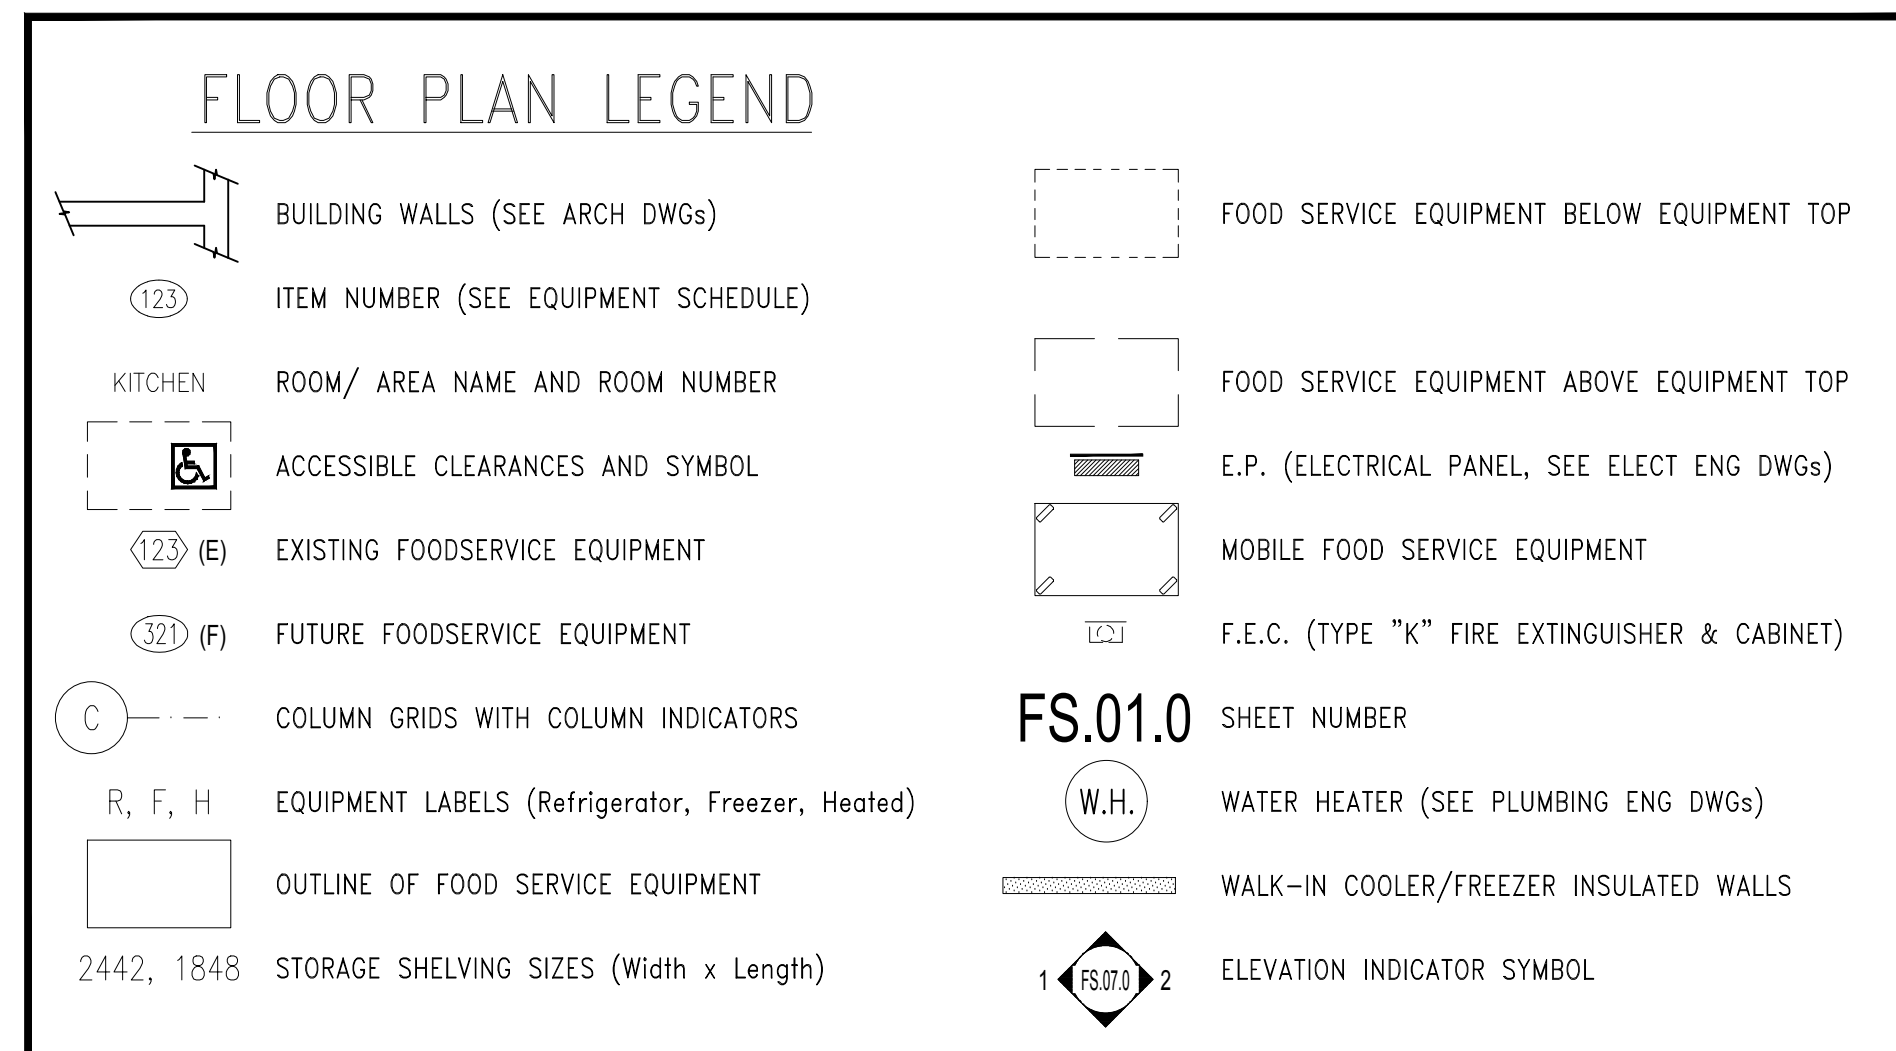 FLOOR PLAN LEGEND
BUILDING WALLS (SEE ARCH DWGs)
123 ITEM NUMBER (SEE EQUIPMENT SCHEDULE)
KITCHEN ROOM/ AREA NAME AND ROOM NUMBER
ACCESSIBLE CLEARANCES AND SYMBOL
123 (E) EXISTING FOODSERVICE EQUIPMENT
321 (F) FUTURE FOODSERVICE EQUIPMENT
C COLUMN GRIDS WITH COLUMN INDICATORS
R, F, H EQUIPMENT LABELS (Refrigerator, Freezer, Heated)
OUTLINE OF FOOD SERVICE EQUIPMENT
2442, 1848 STORAGE SHELVING SIZES (Width x Length)
FOOD SERVICE EQUIPMENT BELOW EQUIPMENT TOP
FOOD SERVICE EQUIPMENT ABOVE EQUIPMENT TOP
E.P. (ELECTRICAL PANEL, SEE ELECT ENG DWGs)
MOBILE FOOD SERVICE EQUIPMENT
F.E.C. (TYPE "K" FIRE EXTINGUISHER & CABINET)
FS.01.0 SHEET NUMBER
W.H. WATER HEATER (SEE PLUMBING ENG DWGs)
WALK-IN COOLER/FREEZER INSULATED WALLS
1 FS.07.0 2 ELEVATION INDICATOR SYMBOL